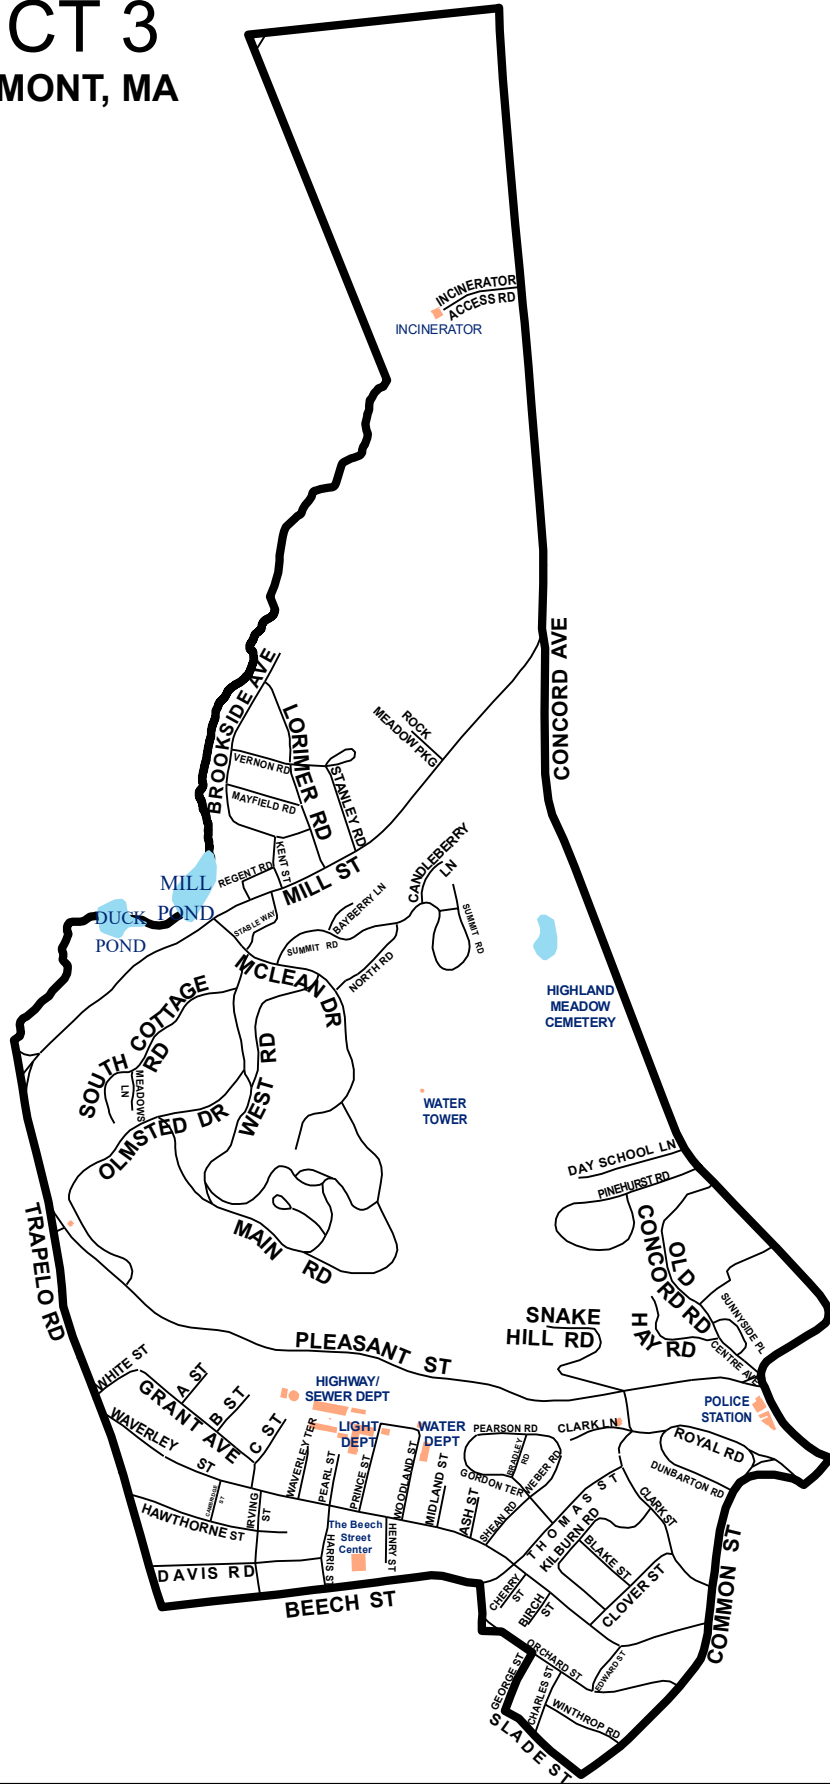 CT 3
MONT, MA
INCINERATOR
ACCESS RD
INCINERATOR
CONCORD AVE
BROOKSIDE AVE
LORIMER RD
ROCK
MEADOW PKG
VERNON RD
STANLEY RD
MAYFIELD RD
KENT ST
REGENT RD
MILL ST
CANDLEBERRY
LN
MILL
POND
DUCK
POND
STABLE WAY
BAYBERRY LN
SUMMIT RD
SUMMIT RD
NORTH RD
MCLEAN DR
HIGHLAND
MEADOW
CEMETERY
SOUTH COTTAGE
RD
MEADOWS
LN
WEST RD
WATER
TOWER
OLMSTED DR
DAY SCHOOL LN
PINEHURST RD
MAIN RD
TRAPELO RD
OLD
CONCORD RD
SUNNYSIDE PL
SNAKE
HILL RD
HAY RD
CENTRE AVE
PLEASANT ST
WHITE ST
A ST
B ST
C ST
GRANT AVE
HIGHWAY/
SEWER DEPT
POLICE
STATION
LIGHT
DEPT
WATER
DEPT
PEARSON RD
CLARK LN
ROYAL RD
WAVERLEY
ST
WAVERLEY TER
PEARL ST
PRINCE ST
WOODLAND ST
MIDLAND ST
ASH ST
BRADLEY
RD
WEBER RD
GORDON TER
SHEAN RD
DUNBARTON RD
CLARK ST
THOMAS ST
KILBURN RD
BLAKE ST
CLOVER ST
CAMBRIDGE
ST
IRVING
ST
HAWTHORNE ST
The Beech
Street
Center
HARRIS ST
HENRY ST
DAVIS RD
BEECH ST
CHERRY
ST
BIRCH
ST
COMMON ST
ORCHARD ST
EDWARD ST
GEORGE ST
CHARLES ST
WINTHROP RD
SLADE ST